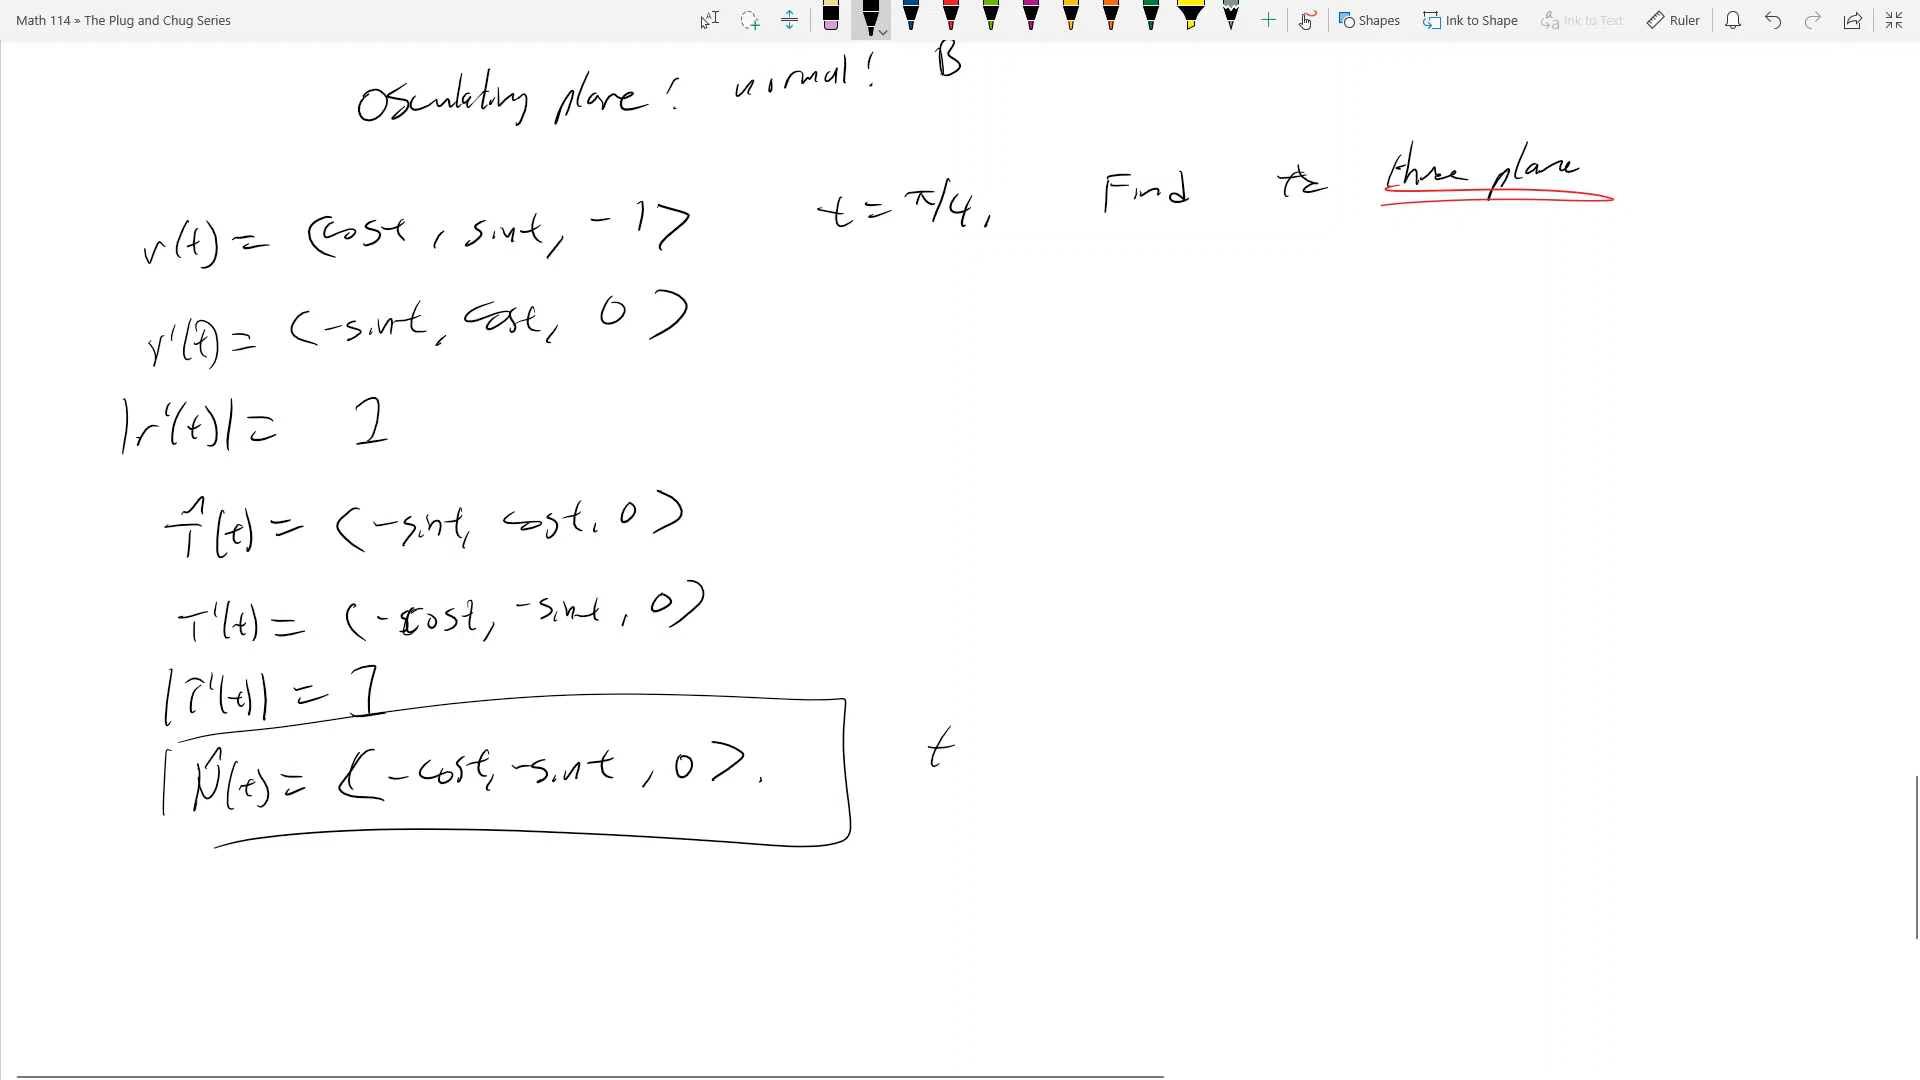 Math 114 » The Plug and Chug Series
Shapes Ink to Shape Ink to Text Ruler
Osculating plane: normal: B
r(t) = ⟨cost, sint, -1⟩ t = π/4, Find the three plane
r'(t) = ⟨-sint, cost, 0⟩
|r'(t)| = 1
T̂(t) = ⟨-sint, cost, 0⟩
T'(t) = ⟨-cost, -sint, 0⟩
|T'(t)| = 1
N̂(t) = ⟨-cost, -sint, 0⟩. t